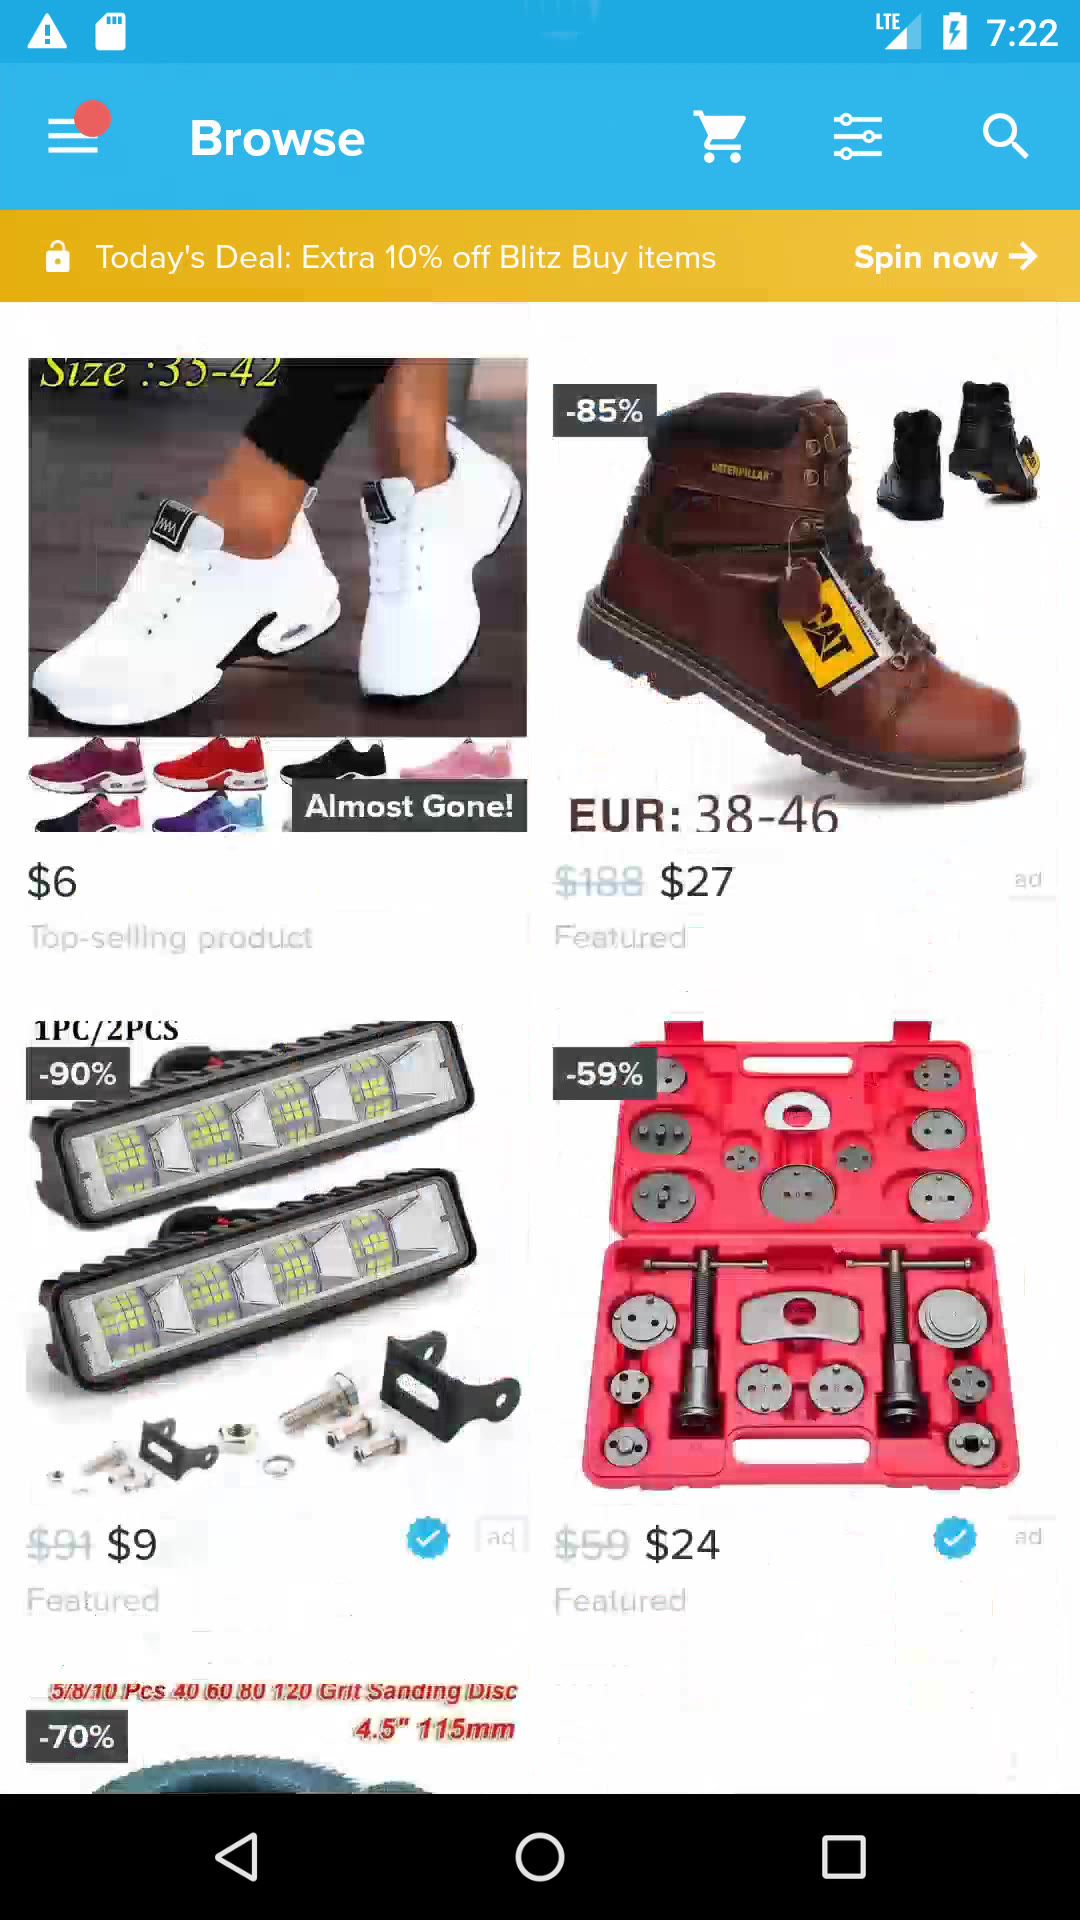 LTE 7:22
Browse
Today's Deal: Extra 10% off Blitz Buy items Spin now
Size :35-42
-85%
CATERPILLAR
CAT
Almost Gone!
EUR: 38-46
$6
$188 $27 ad
Top-selling product
Featured
1PC/2PCS
-90%
-59%
$91 $9 ad
$59 $24 ad
Featured
Featured
5/8/10 Pcs 40 60 80 120 Grit Sanding Disc
4.5" 115mm
-70%